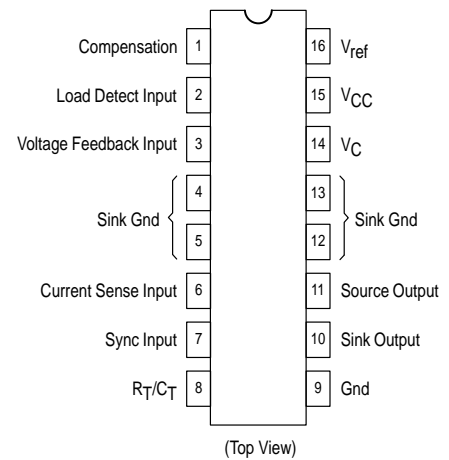 Compensation 1 16 Vref
Load Detect Input 2 15 VCC
Voltage Feedback Input 3 14 VC
4 13
Sink Gnd Sink Gnd
5 12
Current Sense Input 6 11 Source Output
Sync Input 7 10 Sink Output
RT/CT 8 9 Gnd
(Top View)